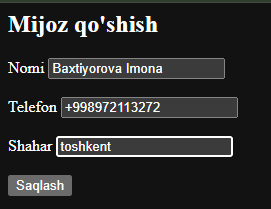 Mijoz qo'shish
Nomi Baxtiyorova Imona
Telefon +998972113272
Shahar toshkent
Saqlash